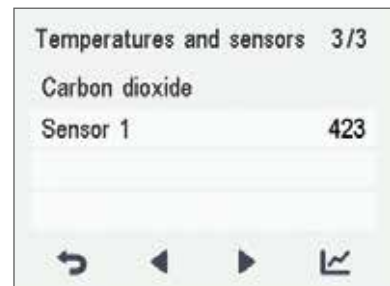 Temperatures and sensors 3/3
Carbon dioxide
Sensor 1 423